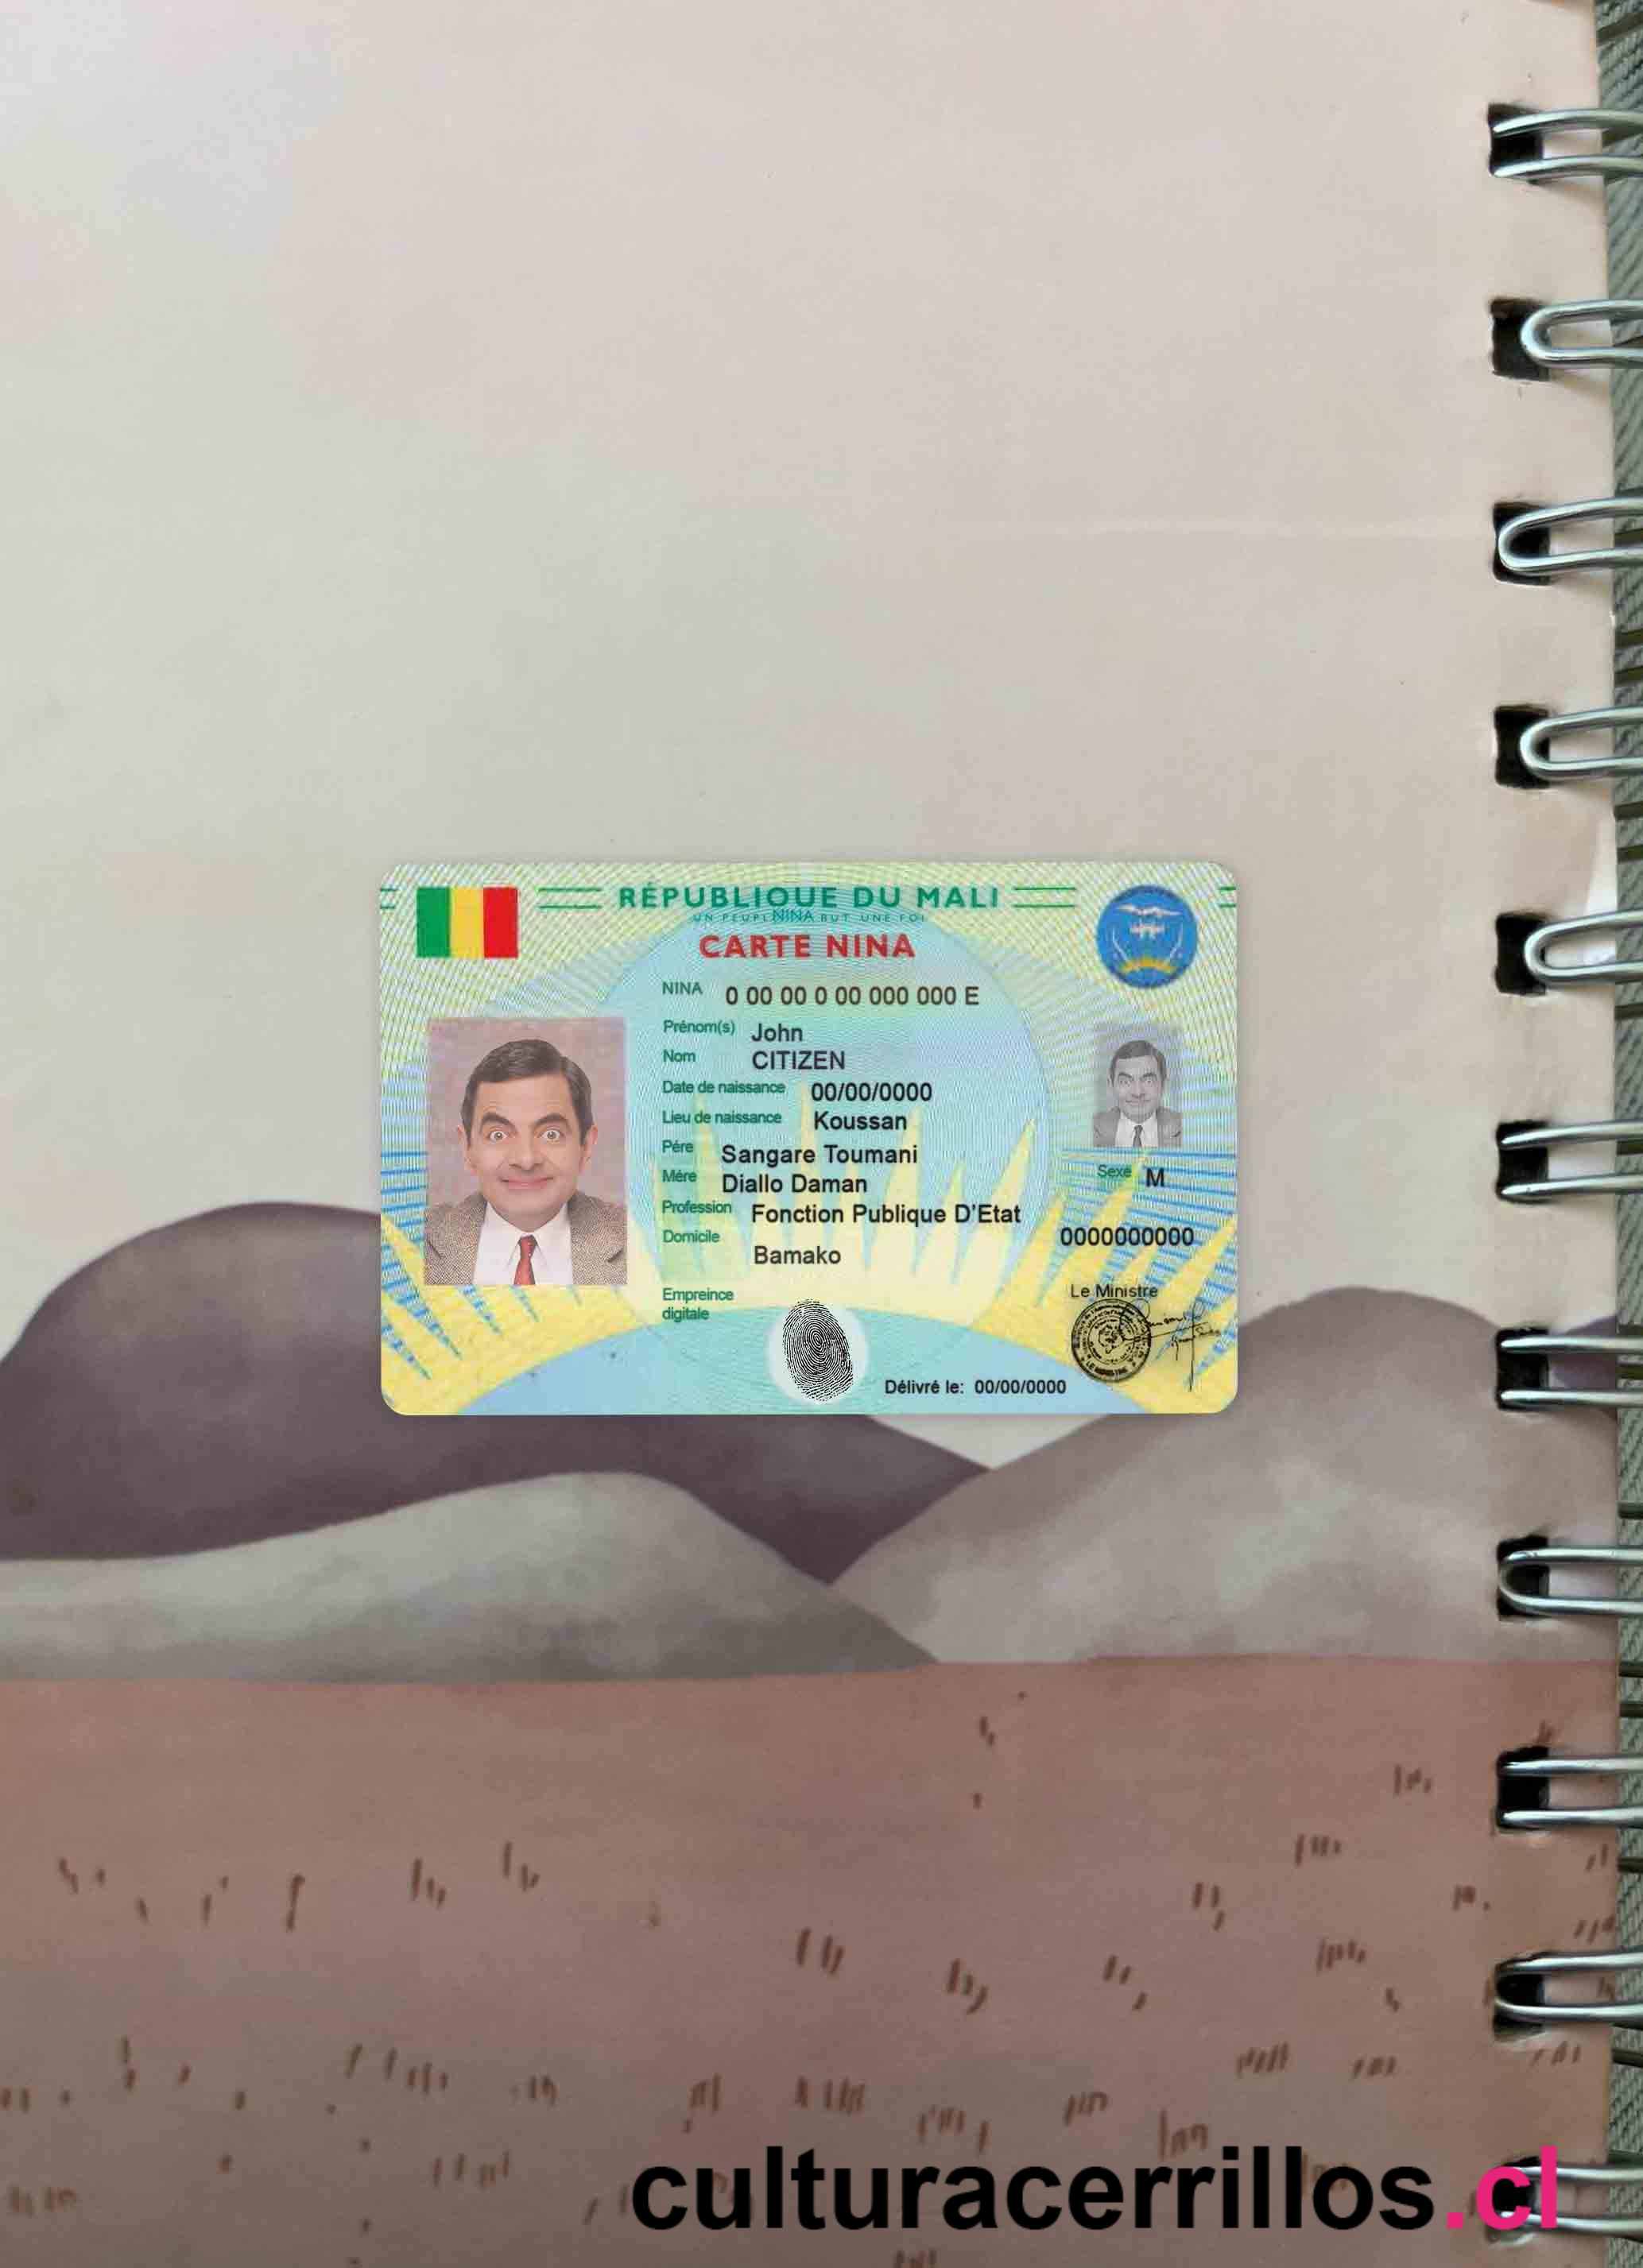 RÉPUBLIQUE DU MALI
UN PEUPL NINA BUT UNE FOI
CARTE NINA
NINA 0 00 00 0 00 000 000 E
Prénom(s) John
Nom CITIZEN
Date de naissance 00/00/0000
Lieu de naissance Koussan
Pére Sangare Toumani
Mére Diallo Daman
Sexe M
Profession Fonction Publique D'Etat
Domicile
Bamako
0000000000
Empreince
digitale
Le Ministre
Délivré le: 00/00/0000
culturacerrillos.cl